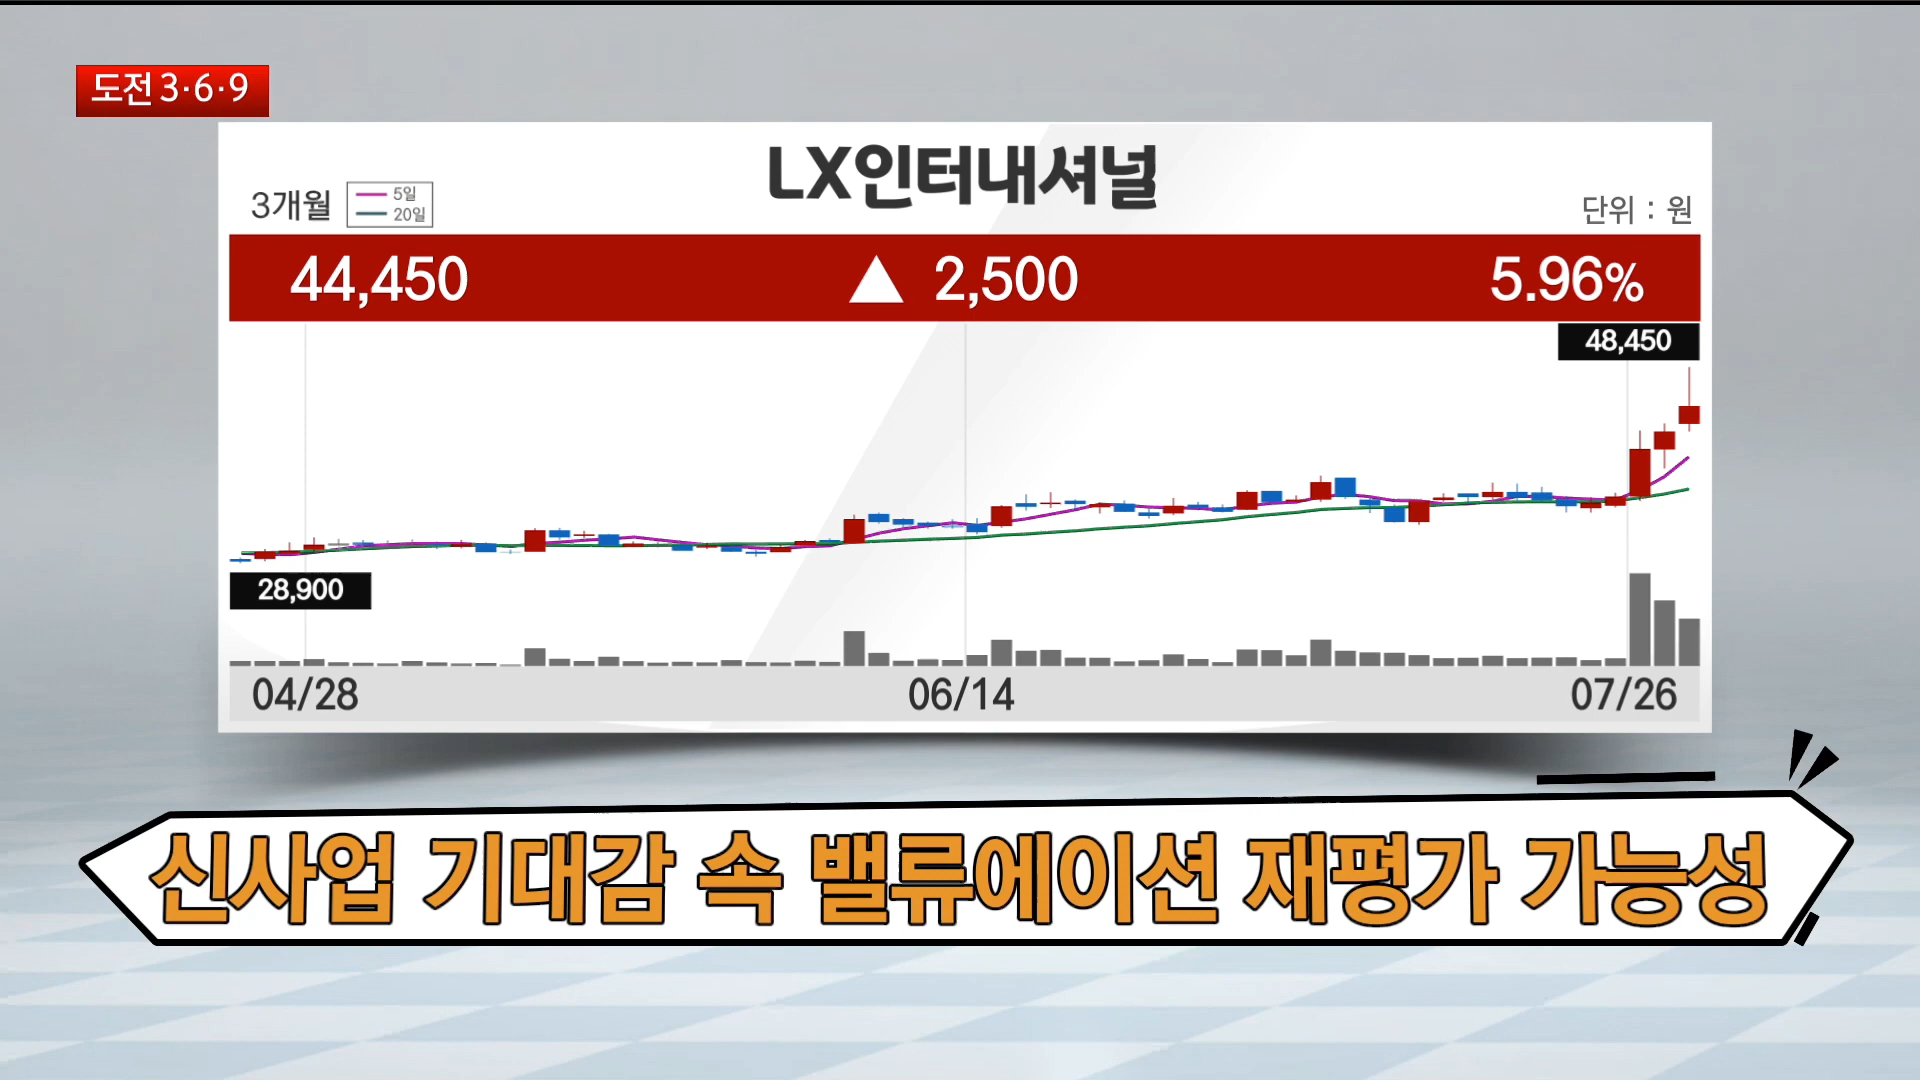 도전 3·6·9
LX인터내셔널
3개월
5일
20일
단위 : 원
44,450 ▲ 2,500 5.96%
48,450
28,900
04/28 06/14 07/26
신사업 기대감 속 밸류에이션 재평가 가능성